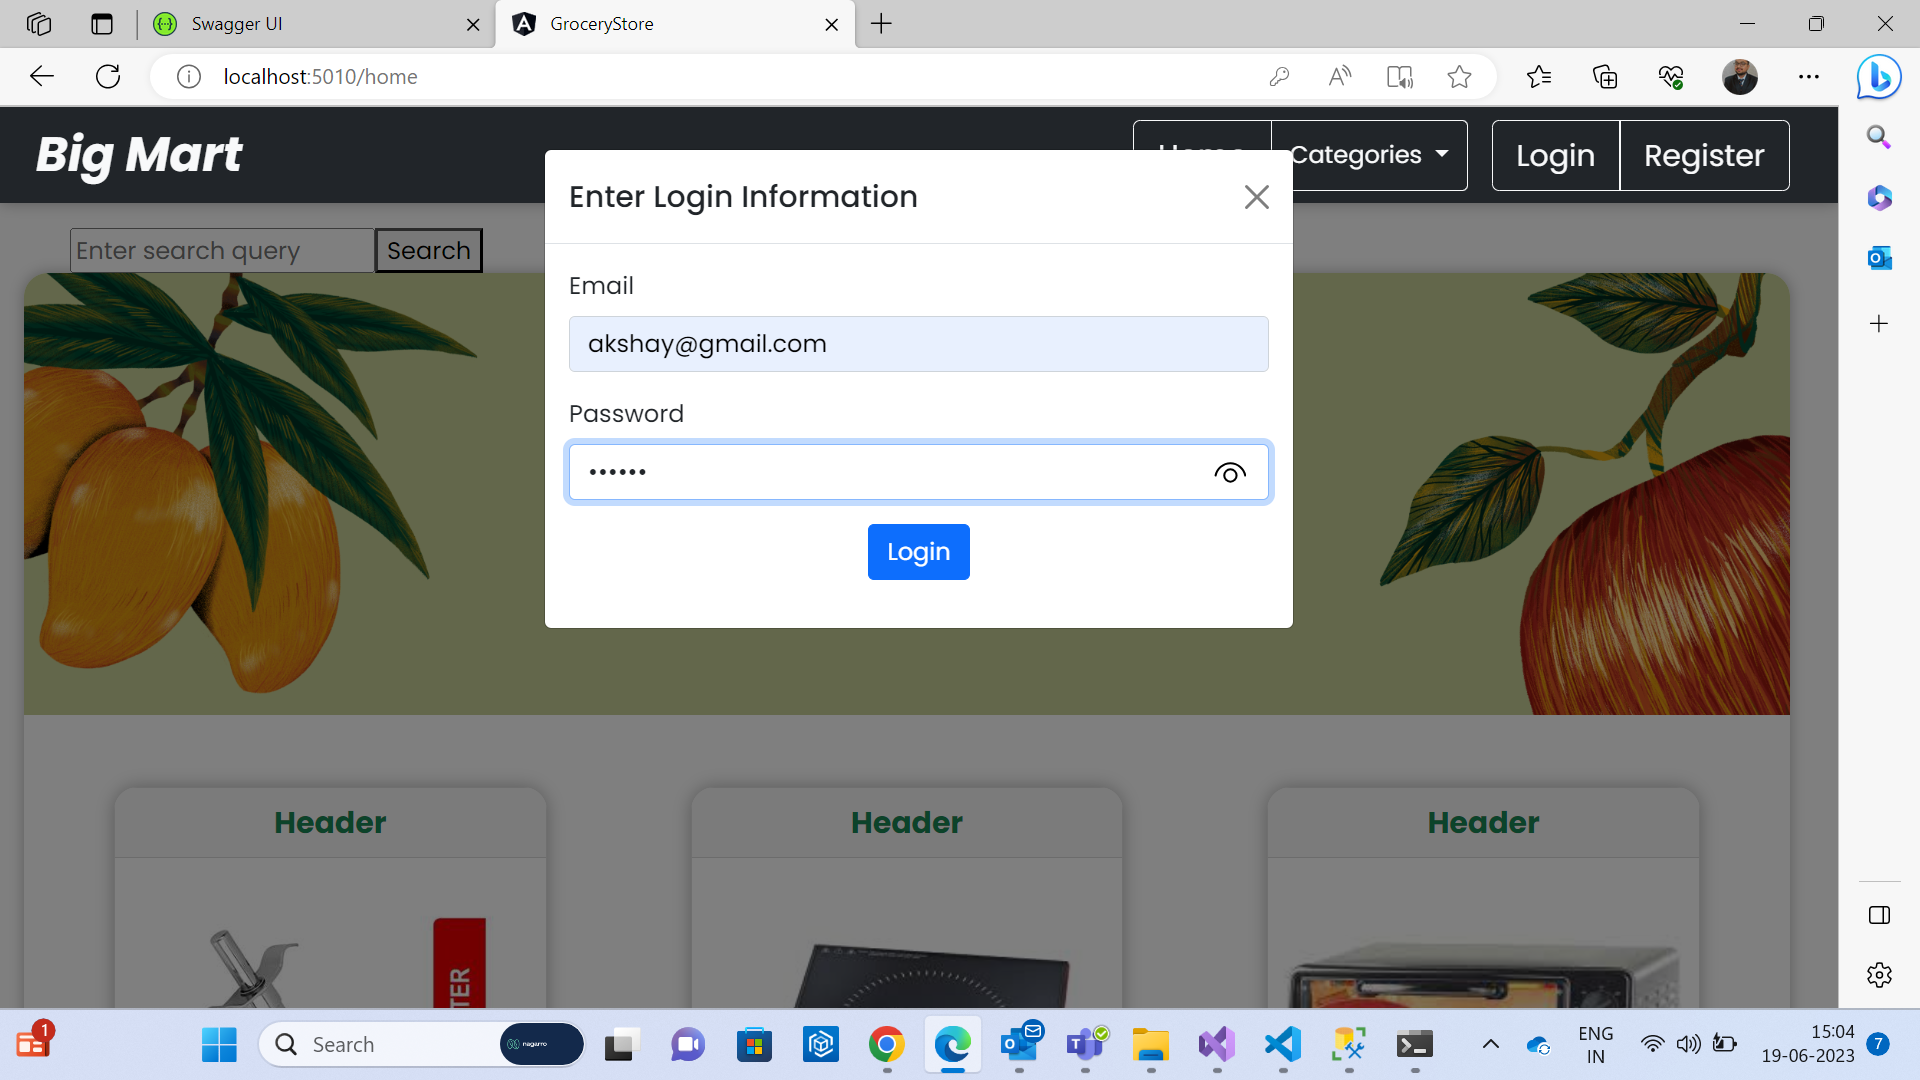 Swagger UI
GroceryStore
localhost:5010/home
Big Mart
Home
Categories
Login
Register
Enter Login Information
Enter search query
Search
Email
akshay@gmail.com
Password
••••••
Login
Header
Header
Header
TER
1
Search
nagarro
ENG
IN
15:04
19-06-2023
7